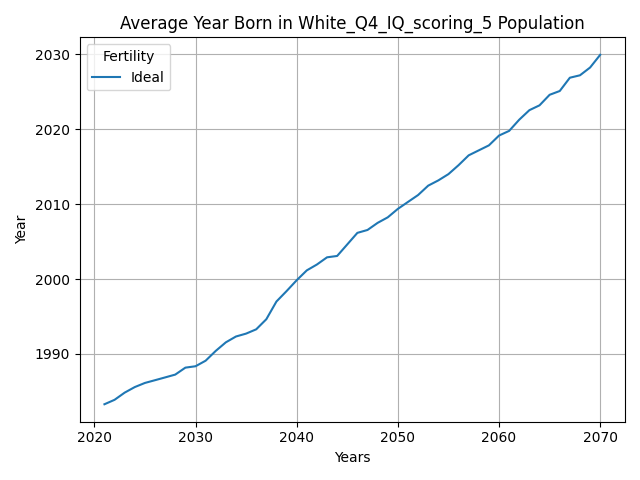 Average Year Born in White_Q4_IQ_scoring_5 Population
Fertility
Ideal
Year
2030
2020
2010
2000
1990
2020 2030 2040 2050 2060 2070
Years